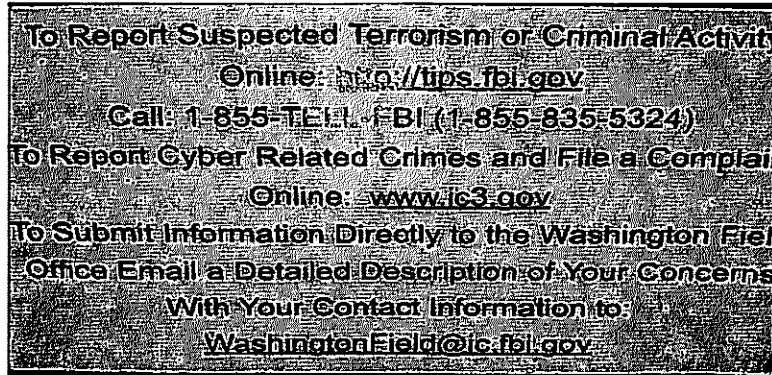 To Report Suspected Terrorism or Criminal Activit
Online: http://tips.fbi.gov
Call: 1-855-TELL-FBI (1-855-835-5324)
To Report Cyber Related Crimes and File a Complai
Online: www.ic3.gov
To Submit Information Directly to the Washington Fiel
Office Email a Detailed Description of Your Concerns
With Your Contact Information to:
WashingtonField@ic.fbi.gov